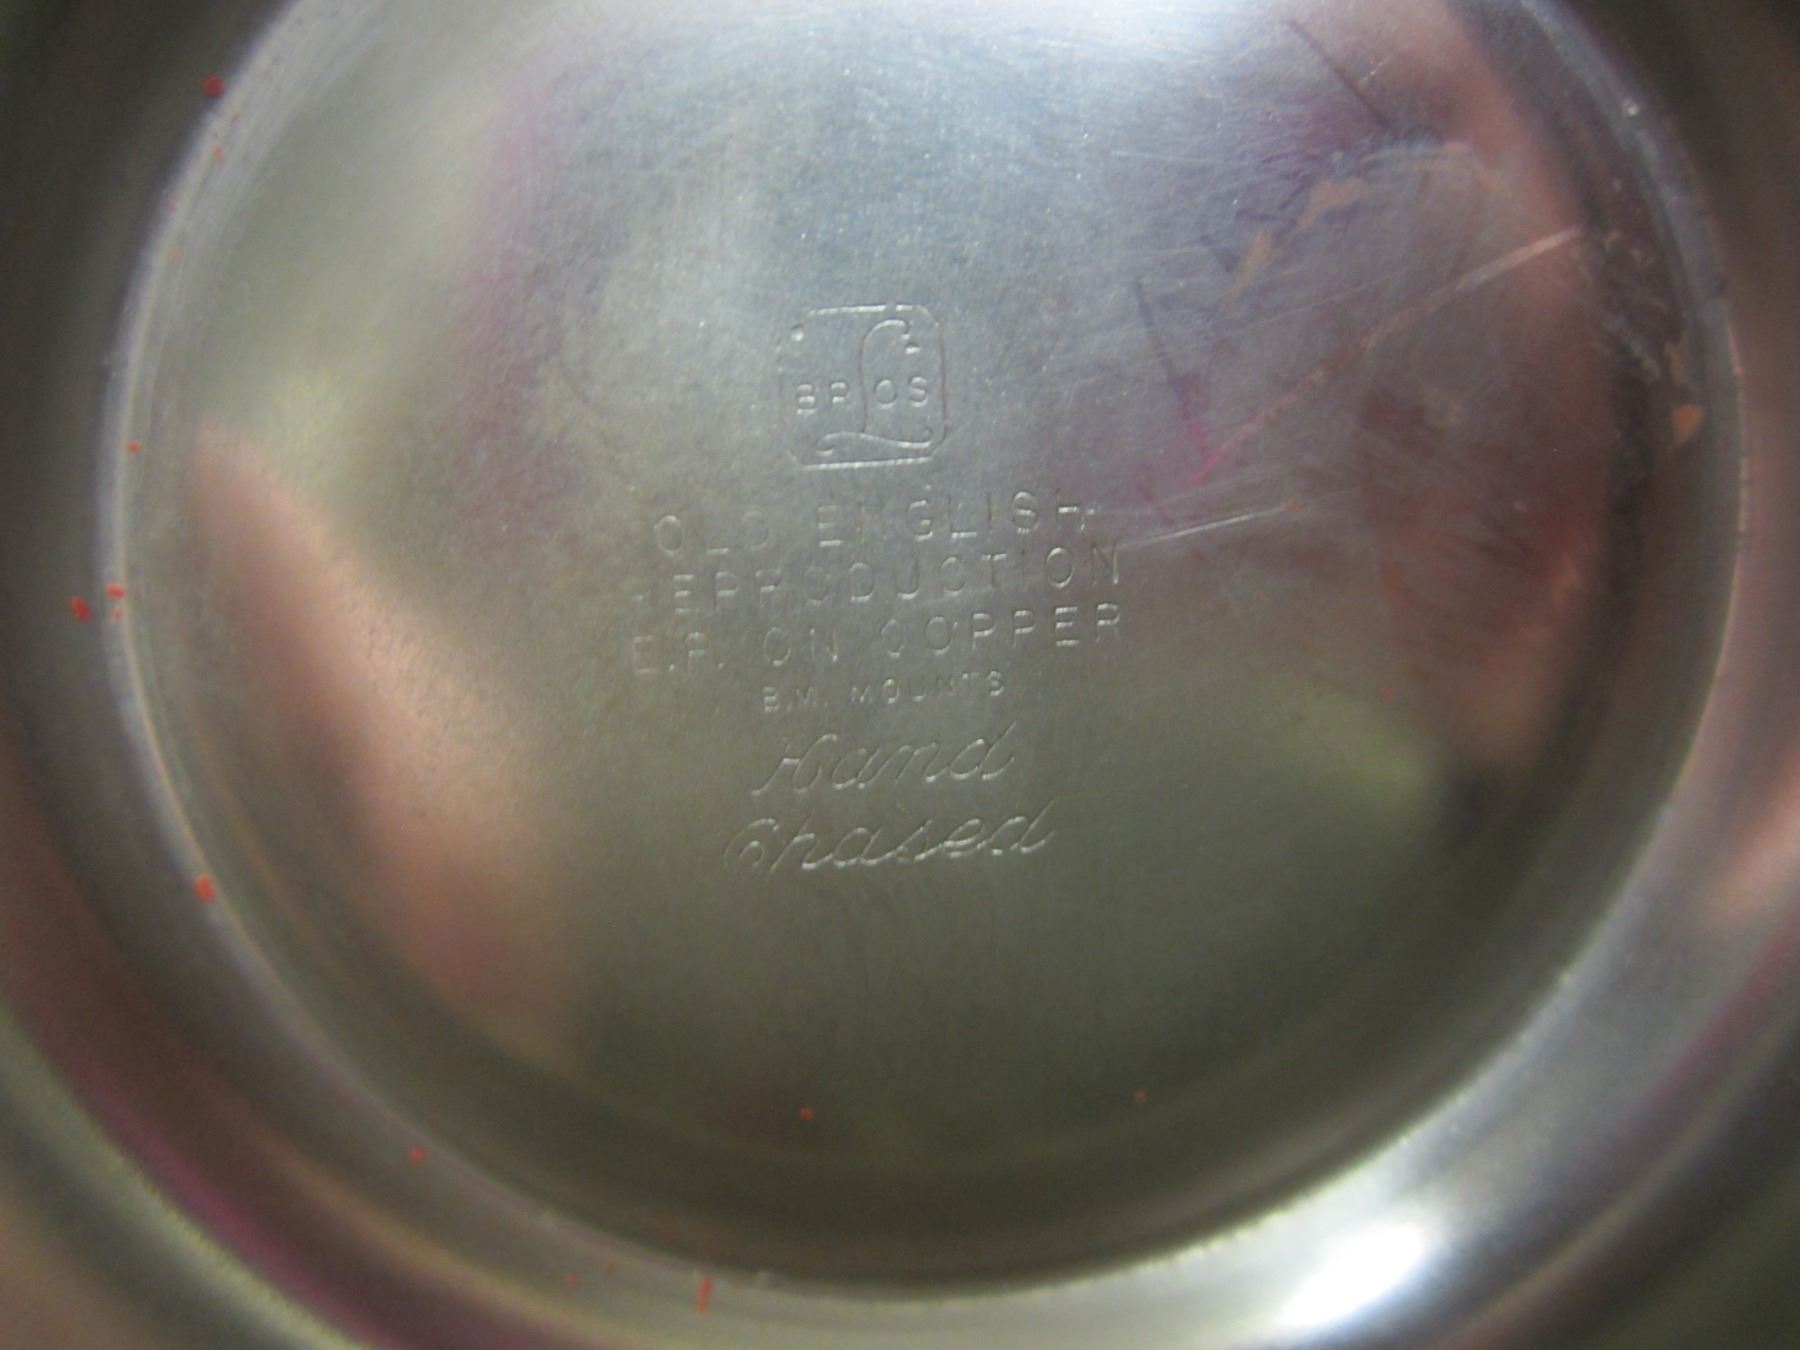 L BROS
OLD ENGLISH
REPRODUCTION
E.P. ON COPPER
B.M. MOUNTS
Hand
Chased